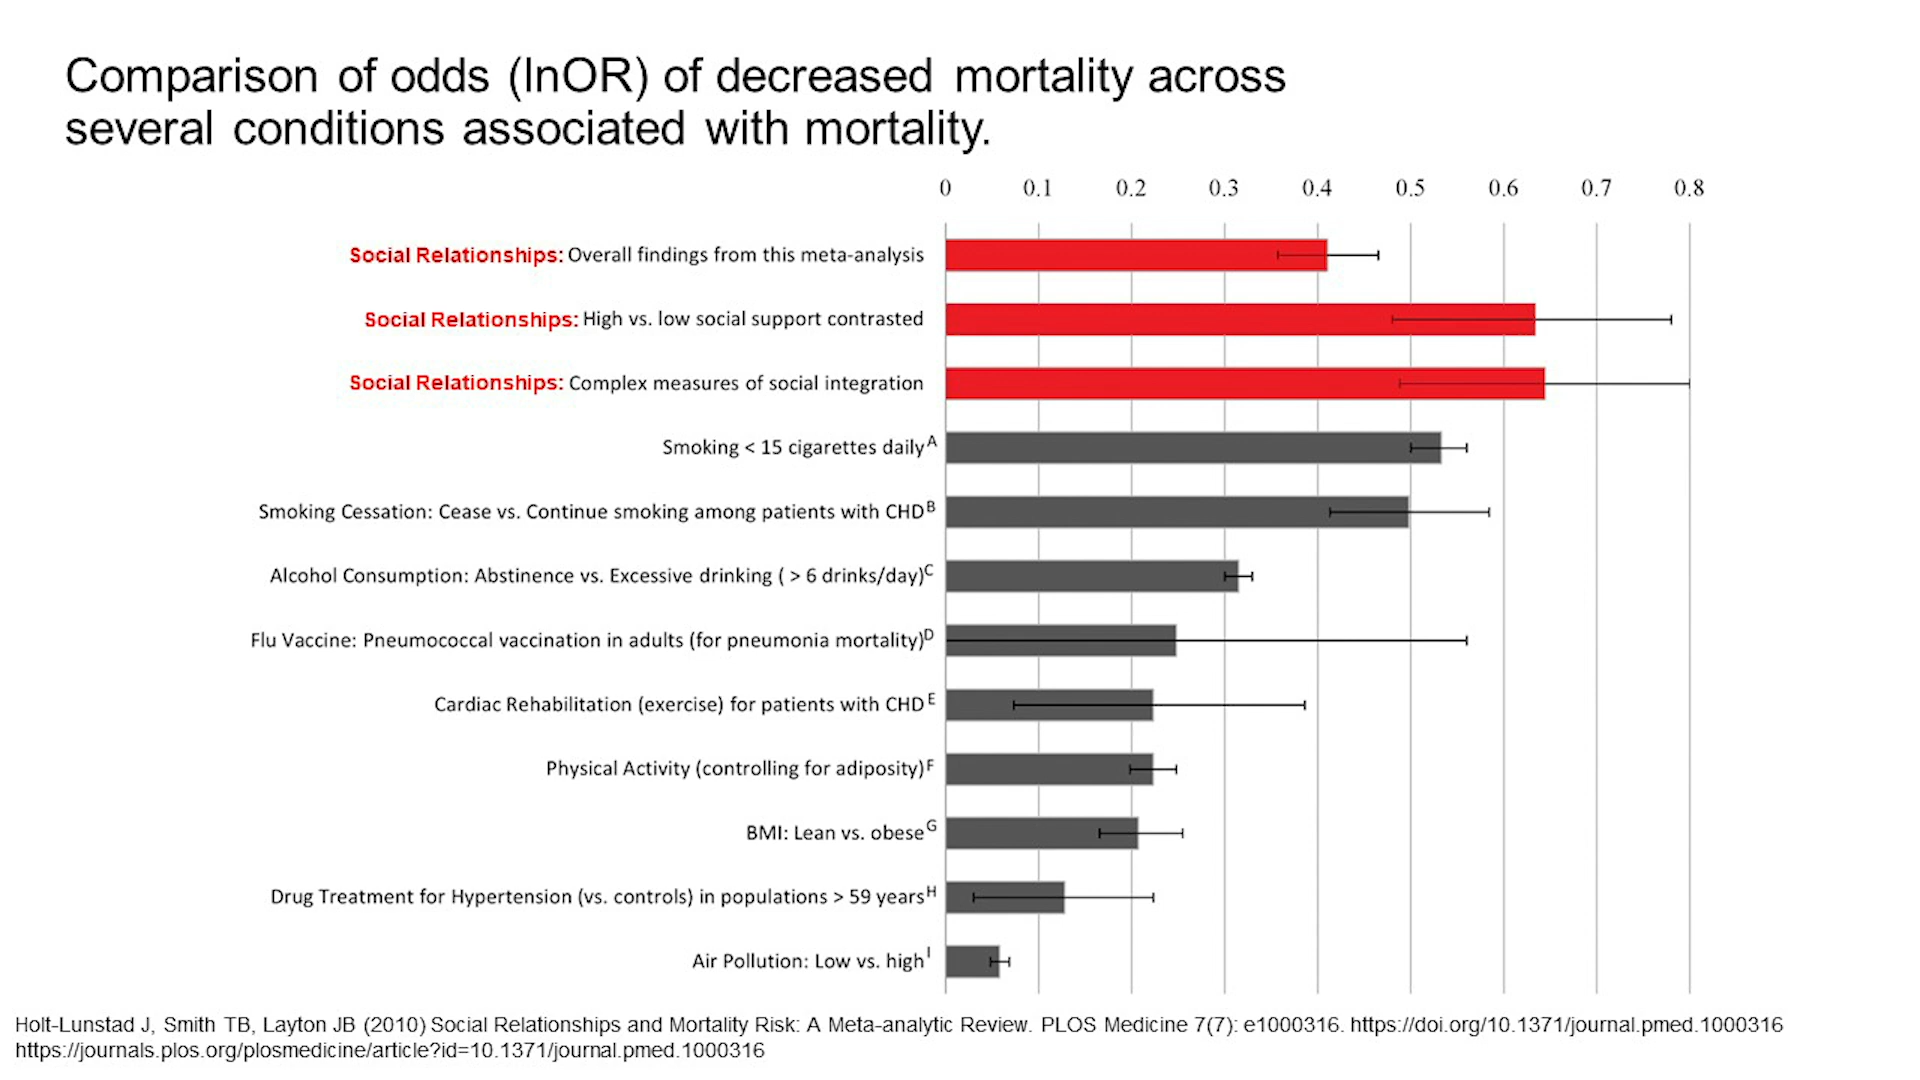 Comparison of odds (lnOR) of decreased mortality across
several conditions associated with mortality.
0 0.1 0.2 0.3 0.4 0.5 0.6 0.7 0.8
Social Relationships: Overall findings from this meta-analysis
Social Relationships: High vs. low social support contrasted
Social Relationships: Complex measures of social integration
Smoking < 15 cigarettes daily A
Smoking Cessation: Cease vs. Continue smoking among patients with CHD B
Alcohol Consumption: Abstinence vs. Excessive drinking ( > 6 drinks/day) C
Flu Vaccine: Pneumococcal vaccination in adults (for pneumonia mortality) D
Cardiac Rehabilitation (exercise) for patients with CHD E
Physical Activity (controlling for adiposity) F
BMI: Lean vs. obese G
Drug Treatment for Hypertension (vs. controls) in populations > 59 years H
Air Pollution: Low vs. high I
Holt-Lunstad J, Smith TB, Layton JB (2010) Social Relationships and Mortality Risk: A Meta-analytic Review. PLOS Medicine 7(7): e1000316. https://doi.org/10.1371/journal.pmed.1000316
https://journals.plos.org/plosmedicine/article?id=10.1371/journal.pmed.1000316